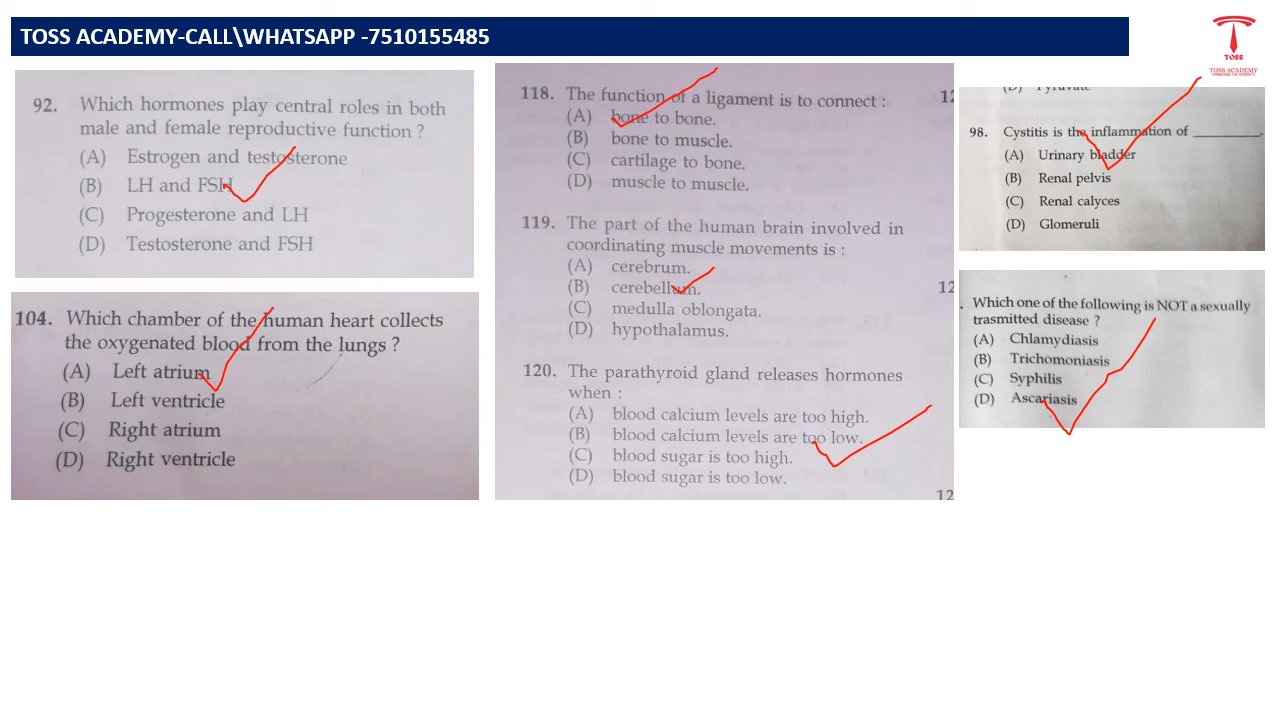 TOSS ACADEMY-CALL\WHATSAPP -7510155485
TOSS
TOSS ACADEMY
92. Which hormones play central roles in both
male and female reproductive function ?
(A) Estrogen and testosterone
(B) LH and FSH
(C) Progesterone and LH
(D) Testosterone and FSH
104. Which chamber of the human heart collects
the oxygenated blood from the lungs ?
(A) Left atrium
(B) Left ventricle
(C) Right atrium
(D) Right ventricle
118. The function of a ligament is to connect :
(A) bone to bone.
(B) bone to muscle.
(C) cartilage to bone.
(D) muscle to muscle.
119. The part of the human brain involved in
coordinating muscle movements is :
(A) cerebrum.
(B) cerebellum.
(C) medulla oblongata.
(D) hypothalamus.
120. The parathyroid gland releases hormones
when :
(A) blood calcium levels are too high.
(B) blood calcium levels are too low.
(C) blood sugar is too high.
(D) blood sugar is too low.
12
12
12
(D) Pyruvate
98. Cystitis is the inflammation of __________.
(A) Urinary bladder
(B) Renal pelvis
(C) Renal calyces
(D) Glomeruli
. Which one of the following is NOT a sexually
trasmitted disease ?
(A) Chlamydiasis
(B) Trichomoniasis
(C) Syphilis
(D) Ascariasis